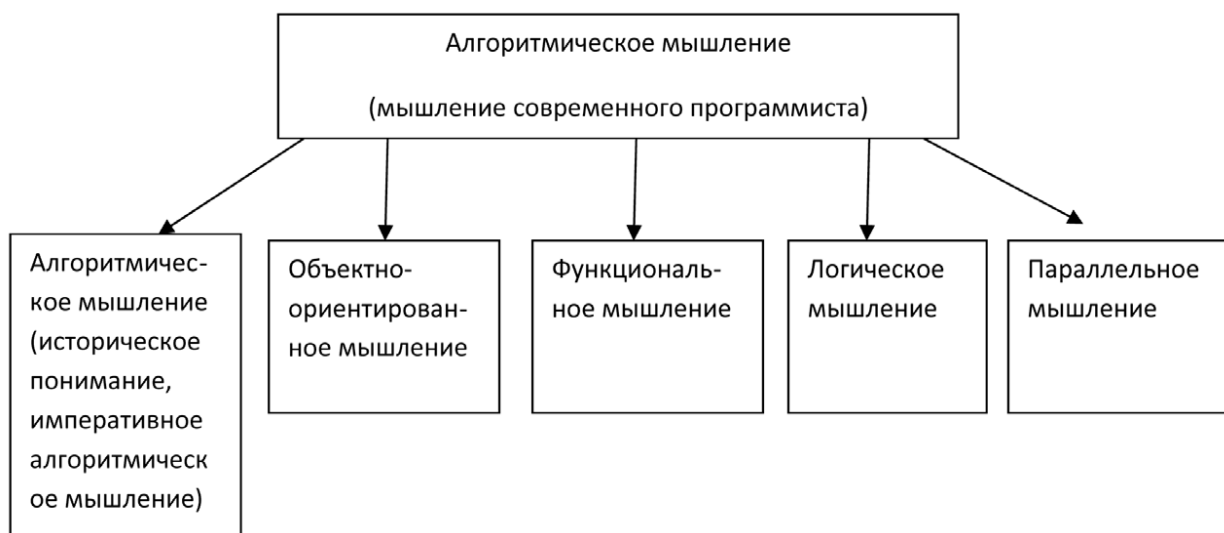 Алгоритмическое мышление
(мышление современного программиста)
Алгоритмичес-
кое мышление
(историческое
понимание,
императивное
алгоритмическ
ое мышление)
Объектно-
ориентирован-
ное мышление
Функциональ-
ное мышление
Логическое
мышление
Параллельное
мышление